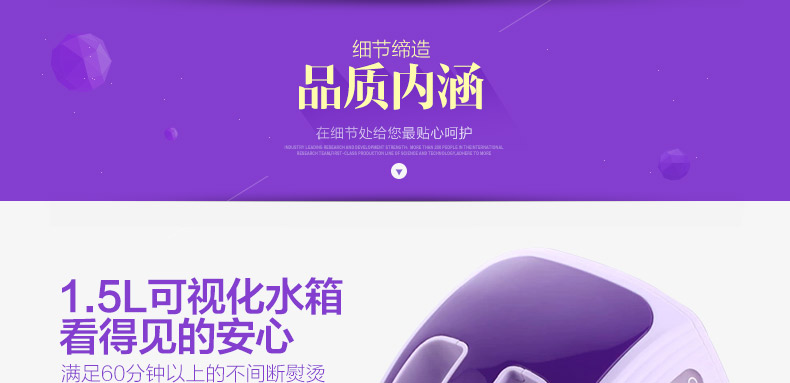 细节缔造
品质内涵
在细节处给您最贴心呵护
INDUSTRY LEADING RESEARCH AND DEVELOPMENT STRENGTH, MORE THAN 300 PEOPLE IN THE INTERNATIONAL
RESEARCH TEAM,FIRST-CLASS PRODUCTION LINE OF SCIENCE AND TECHNOLOGY,ADHERE TO MORE
1.5L可视化水箱
看得见的安心
满足60分钟以上的不间断熨烫